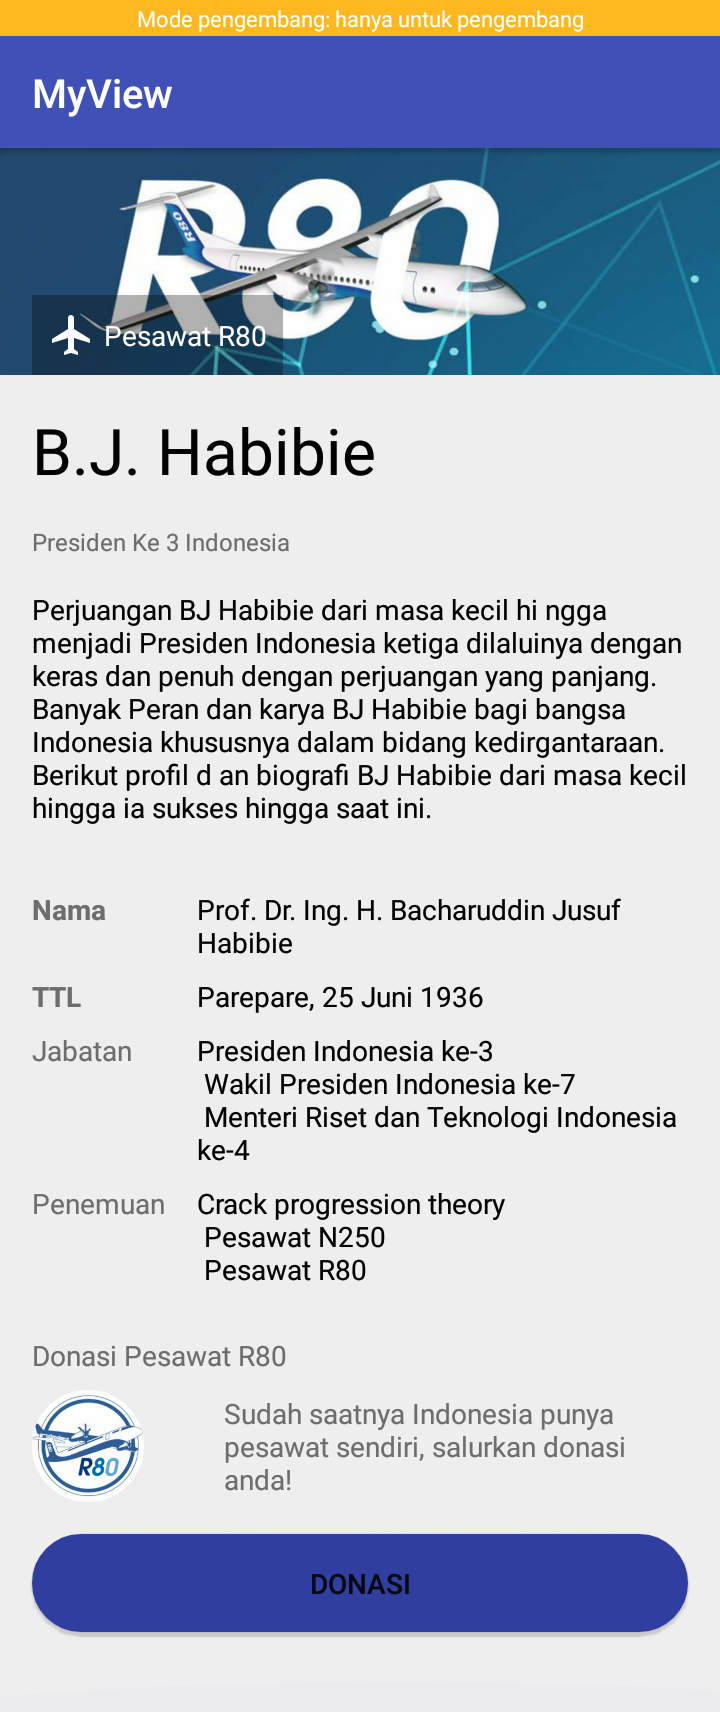 Mode pengembang: hanya untuk pengembang
MyView
R80
R80
Pesawat R80
B.J. Habibie
Presiden Ke 3 Indonesia
Perjuangan BJ Habibie dari masa kecil hi ngga
menjadi Presiden Indonesia ketiga dilaluinya dengan
keras dan penuh dengan perjuangan yang panjang.
Banyak Peran dan karya BJ Habibie bagi bangsa
Indonesia khususnya dalam bidang kedirgantaraan.
Berikut profil d an biografi BJ Habibie dari masa kecil
hingga ia sukses hingga saat ini.
Nama Prof. Dr. Ing. H. Bacharuddin Jusuf
Habibie
TTL Parepare, 25 Juni 1936
Jabatan Presiden Indonesia ke-3
Wakil Presiden Indonesia ke-7
Menteri Riset dan Teknologi Indonesia
ke-4
Penemuan Crack progression theory
Pesawat N250
Pesawat R80
Donasi Pesawat R80
R80
Sudah saatnya Indonesia punya
pesawat sendiri, salurkan donasi
anda!
DONASI